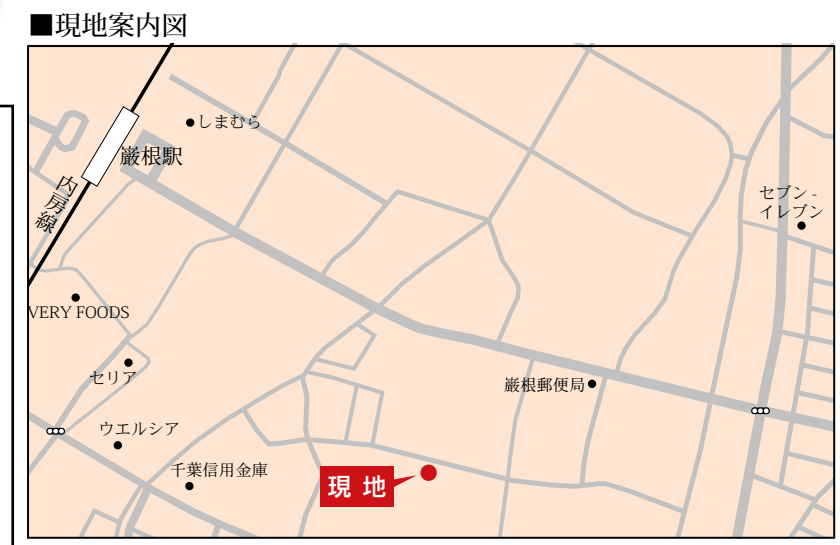 ■現地案内図
しまむら
巌根駅
内房線
セブン-
イレブン
VERY FOODS
セリア
巌根郵便局
ウエルシア
千葉信用金庫
現 地